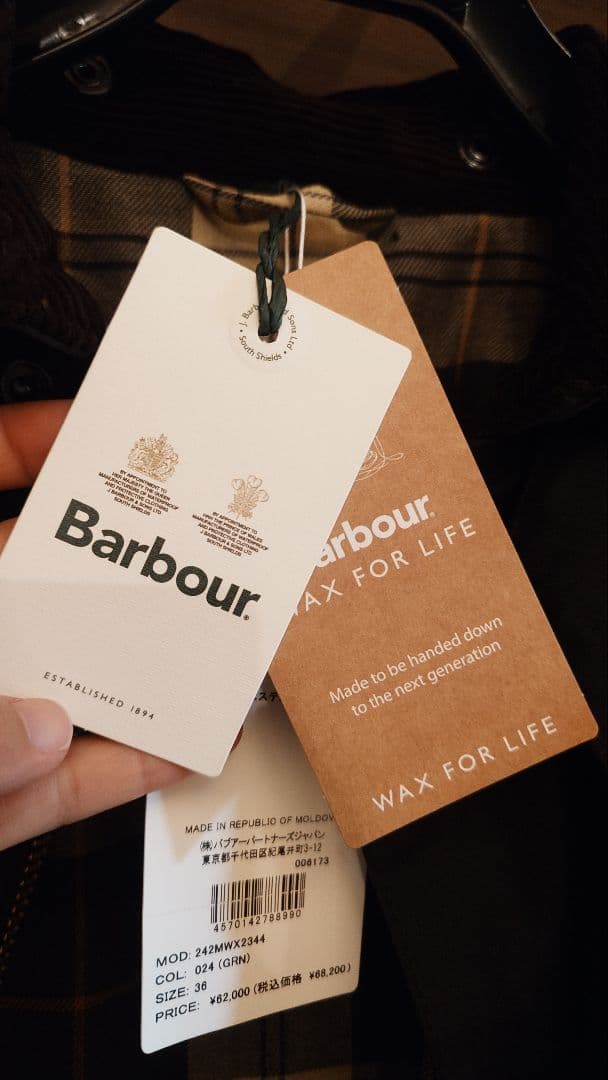 J. Barb
d Sons Ltd
• South Shields •
BY APPOINTMENT TO
HER MAJESTY THE QUEEN
MANUFACTURERS OF WATERPROOF
AND PROTECTIVE CLOTHING
J BARBOUR & SONS LTD
SOUTH SHIELDS
BY APPOINTMENT TO
HRH THE PRINCE OF WALES
MANUFACTURERS OF WATERPROOF
AND PROTECTIVE CLOTHING
J BARBOUR & SONS LTD
SOUTH SHIELDS
Barbour®
ESTABLISHED 1894
arbour®
WAX FOR LIFE
Made to be handed down
to the next generation
WAX FOR LIFE
MADE IN REPUBLIC OF MOLDOV
(株)バブアーパートナーズジャパン
東京都千代田区紀尾井町3-12
006173
4570142788990
MOD: 242MWX2344
COL: 024 (GRN)
SIZE: 36
PRICE: ¥62,000 (税込価格 ¥68,200)